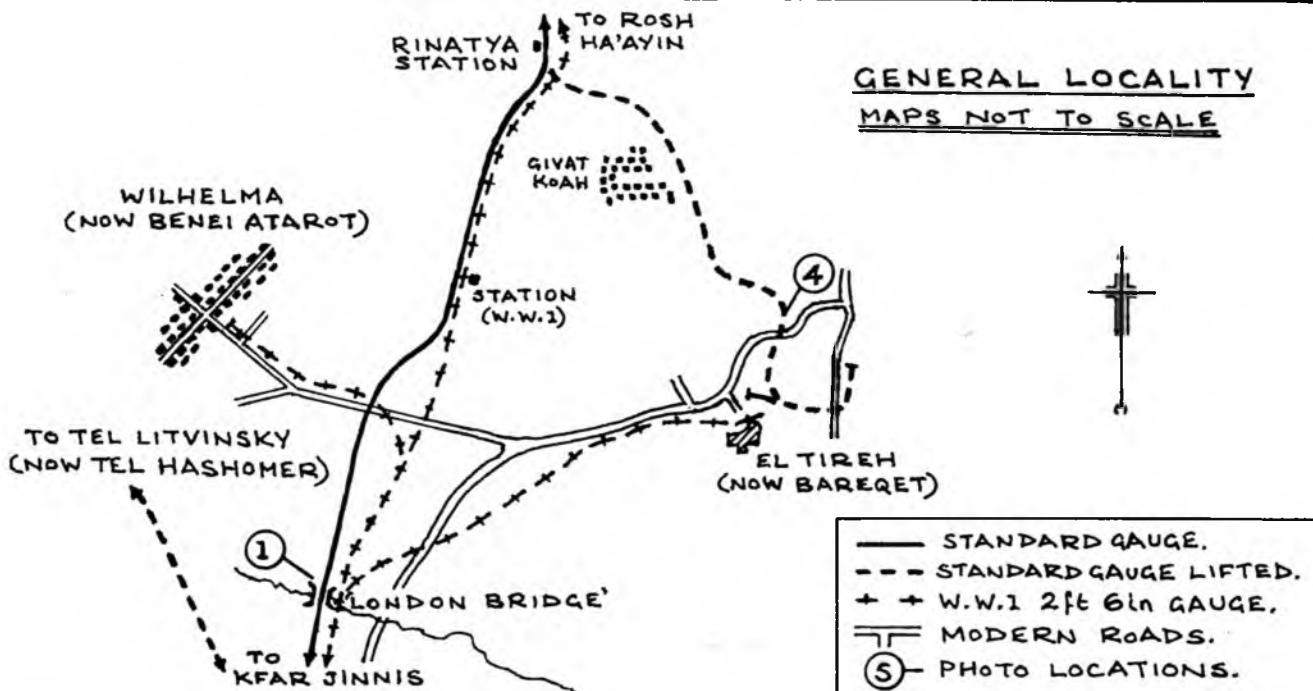 TO ROSH
HA'AYIN
RINATYA
STATION
GENERAL LOCALITY
MAPS NOT TO SCALE
GIVAT
KOAH
WILHELMA
(NOW BENEI ATAROT)
4
STATION
(W.W.1)
TO TEL LITVINSKY
(NOW TEL HASHOMER)
EL TIREH
(NOW BAREQET)
1
'LONDON BRIDGE'
TO
KFAR JINNIS
STANDARD GAUGE.
STANDARD GAUGE LIFTED.
W.W.1 2ft 6in GAUGE.
MODERN ROADS.
5 PHOTO LOCATIONS.